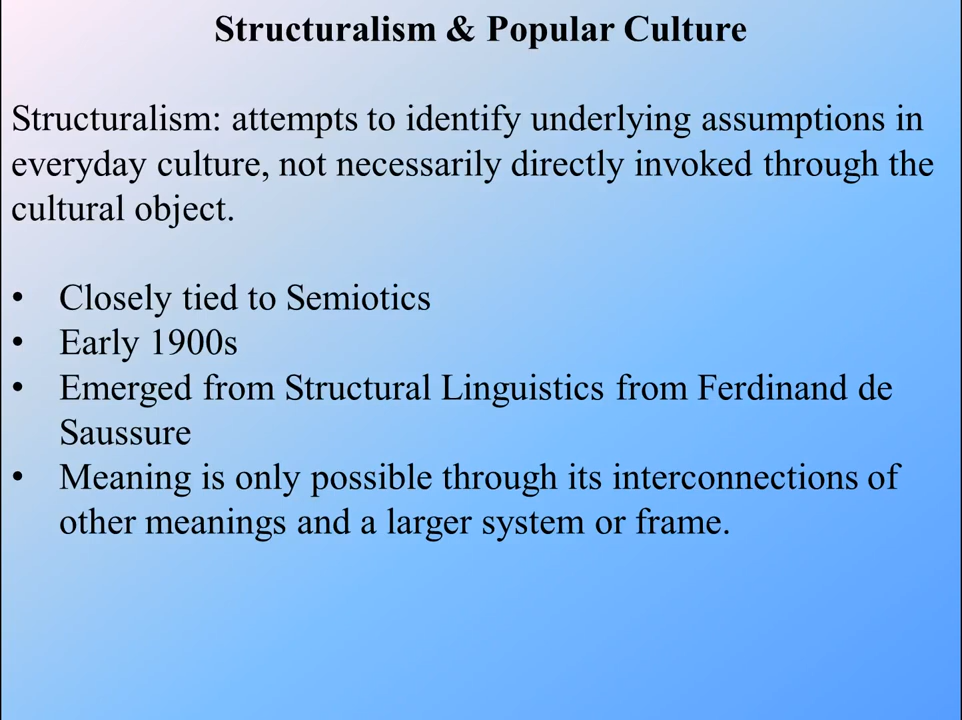 Structuralism & Popular Culture
Structuralism: attempts to identify underlying assumptions in
everyday culture, not necessarily directly invoked through the
cultural object.
• Closely tied to Semiotics
• Early 1900s
• Emerged from Structural Linguistics from Ferdinand de
Saussure
• Meaning is only possible through its interconnections of
other meanings and a larger system or frame.